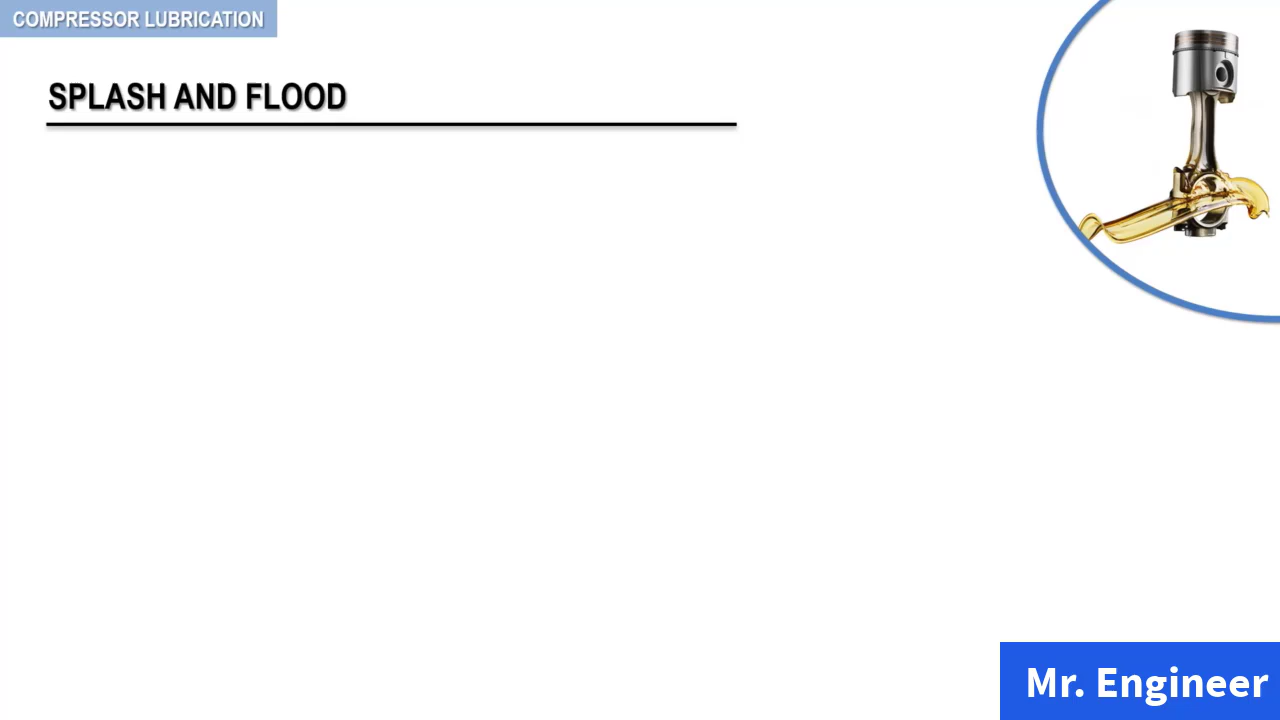 COMPRESSOR LUBRICATION
SPLASH AND FLOOD
Mr. Engineer